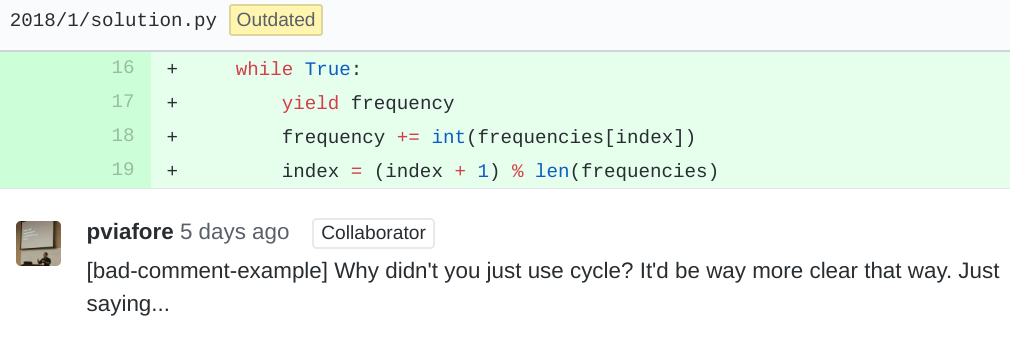 2018/1/solution.py Outdated
16 + while True:
17 + yield frequency
18 + frequency += int(frequencies[index])
19 + index = (index + 1) % len(frequencies)
pviafore 5 days ago Collaborator
[bad-comment-example] Why didn't you just use cycle? It'd be way more clear that way. Just
saying...